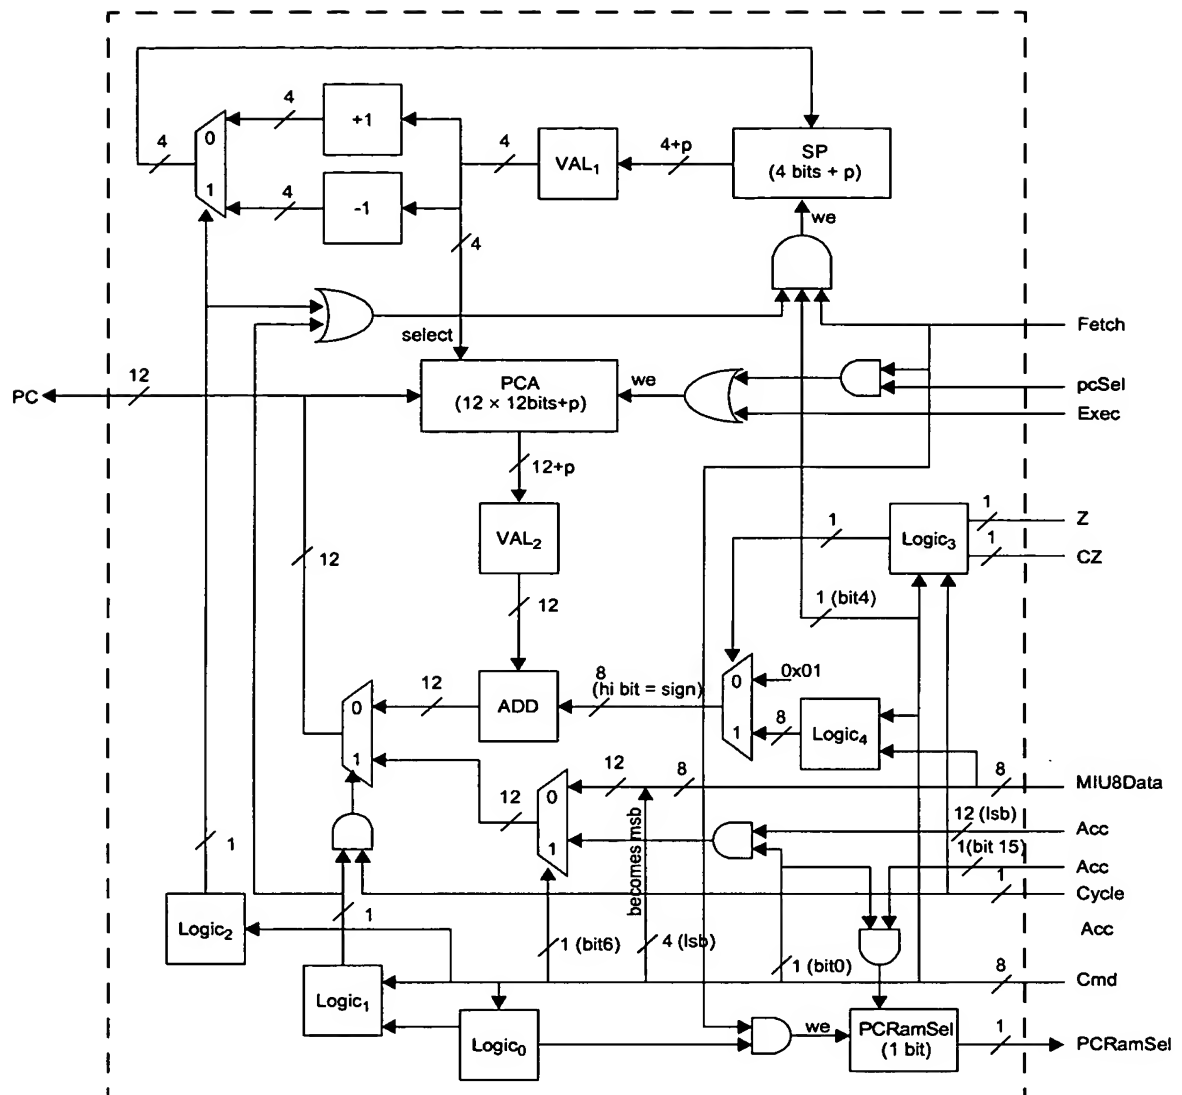 4
+1
4
0
1
4
-1
4
VAL₁
4+p
SP
(4 bits + p)
we
4
select
Fetch
PC
12
PCA
(12 × 12bits+p)
we
pcSel
Exec
12+p
VAL₂
12
12
1
Logic₃
1
Z
1
CZ
1 (bit4)
0
1
12
ADD
8
(hi bit = sign)
0
1
0x01
8
Logic₄
12
0
1
12
8
becomes msb
8
MIU8Data
12 (lsb)
Acc
1(bit 15)
Acc
1
Cycle
1
Logic₂
1
Acc
1 (bit6)
4 (lsb)
1 (bit0)
8
Cmd
Logic₁
Logic₀
we
PCRamSel
(1 bit)
1
PCRamSel